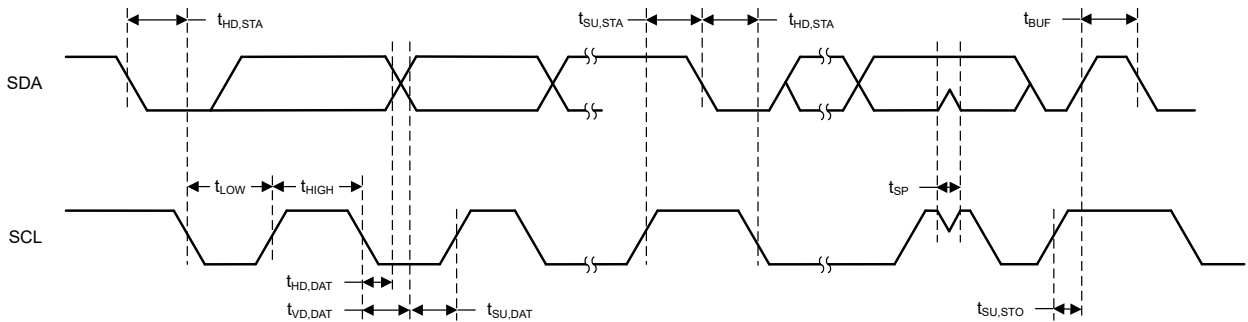 tHD,STA
tSU,STA
tHD,STA
tBUF
SDA
tLOW
tHIGH
tSP
SCL
tHD,DAT
tVD,DAT
tSU,DAT
tSU,STO